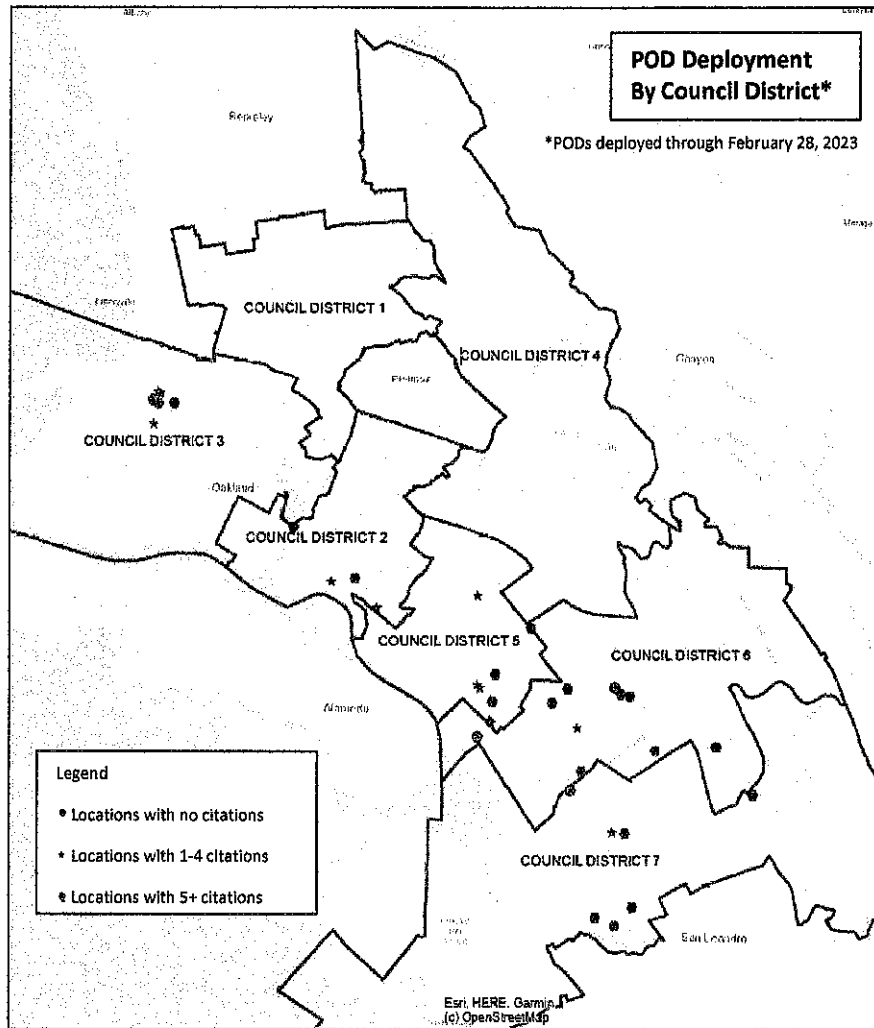 POD Deployment
By Council District*
*PODs deployed through February 28, 2023
Berkeley
COUNCIL DISTRICT 1
COUNCIL DISTRICT 4
Canyon
COUNCIL DISTRICT 3
Oakland
COUNCIL DISTRICT 2
COUNCIL DISTRICT 5
COUNCIL DISTRICT 6
Alameda
Legend
• Locations with no citations
★ Locations with 1-4 citations
Locations with 5+ citations
COUNCIL DISTRICT 7
San Leandro
Esri, HERE, Garmin,
(c) OpenStreetMap